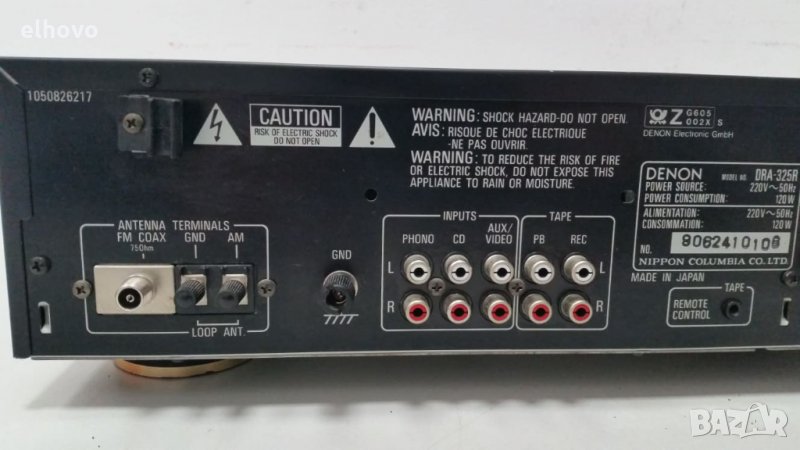 elhovo
1050826217
CAUTION
RISK OF ELECTRIC SHOCK
DO NOT OPEN
WARNING: SHOCK HAZARD-DO NOT OPEN.
AVIS: RISQUE DE CHOC ELECTRIQUE
-NE PAS OUVRIR.
WARNING: TO REDUCE THE RISK OF FIRE
OR ELECTRIC SHOCK, DO NOT EXPOSE THIS
APPLIANCE TO RAIN OR MOISTURE.
Z G605
002X S
DENON Electronic GmbH
DENON MODEL NO. DRA-325R
POWER SOURCE: 220V~50Hz
POWER CONSUMPTION: 120W
ALIMENTATION: 220V~50Hz
CONSOMMATION: 120W
NO. 9062410108
NIPPON COLUMBIA CO. LTD.
MADE IN JAPAN
ANTENNA TERMINALS
FM COAX GND AM
75ohm
LOOP ANT.
GND
INPUTS
PHONO CD AUX/
VIDEO
L
R
TAPE
PB REC
L
R
TAPE
REMOTE
CONTROL
BAZAR